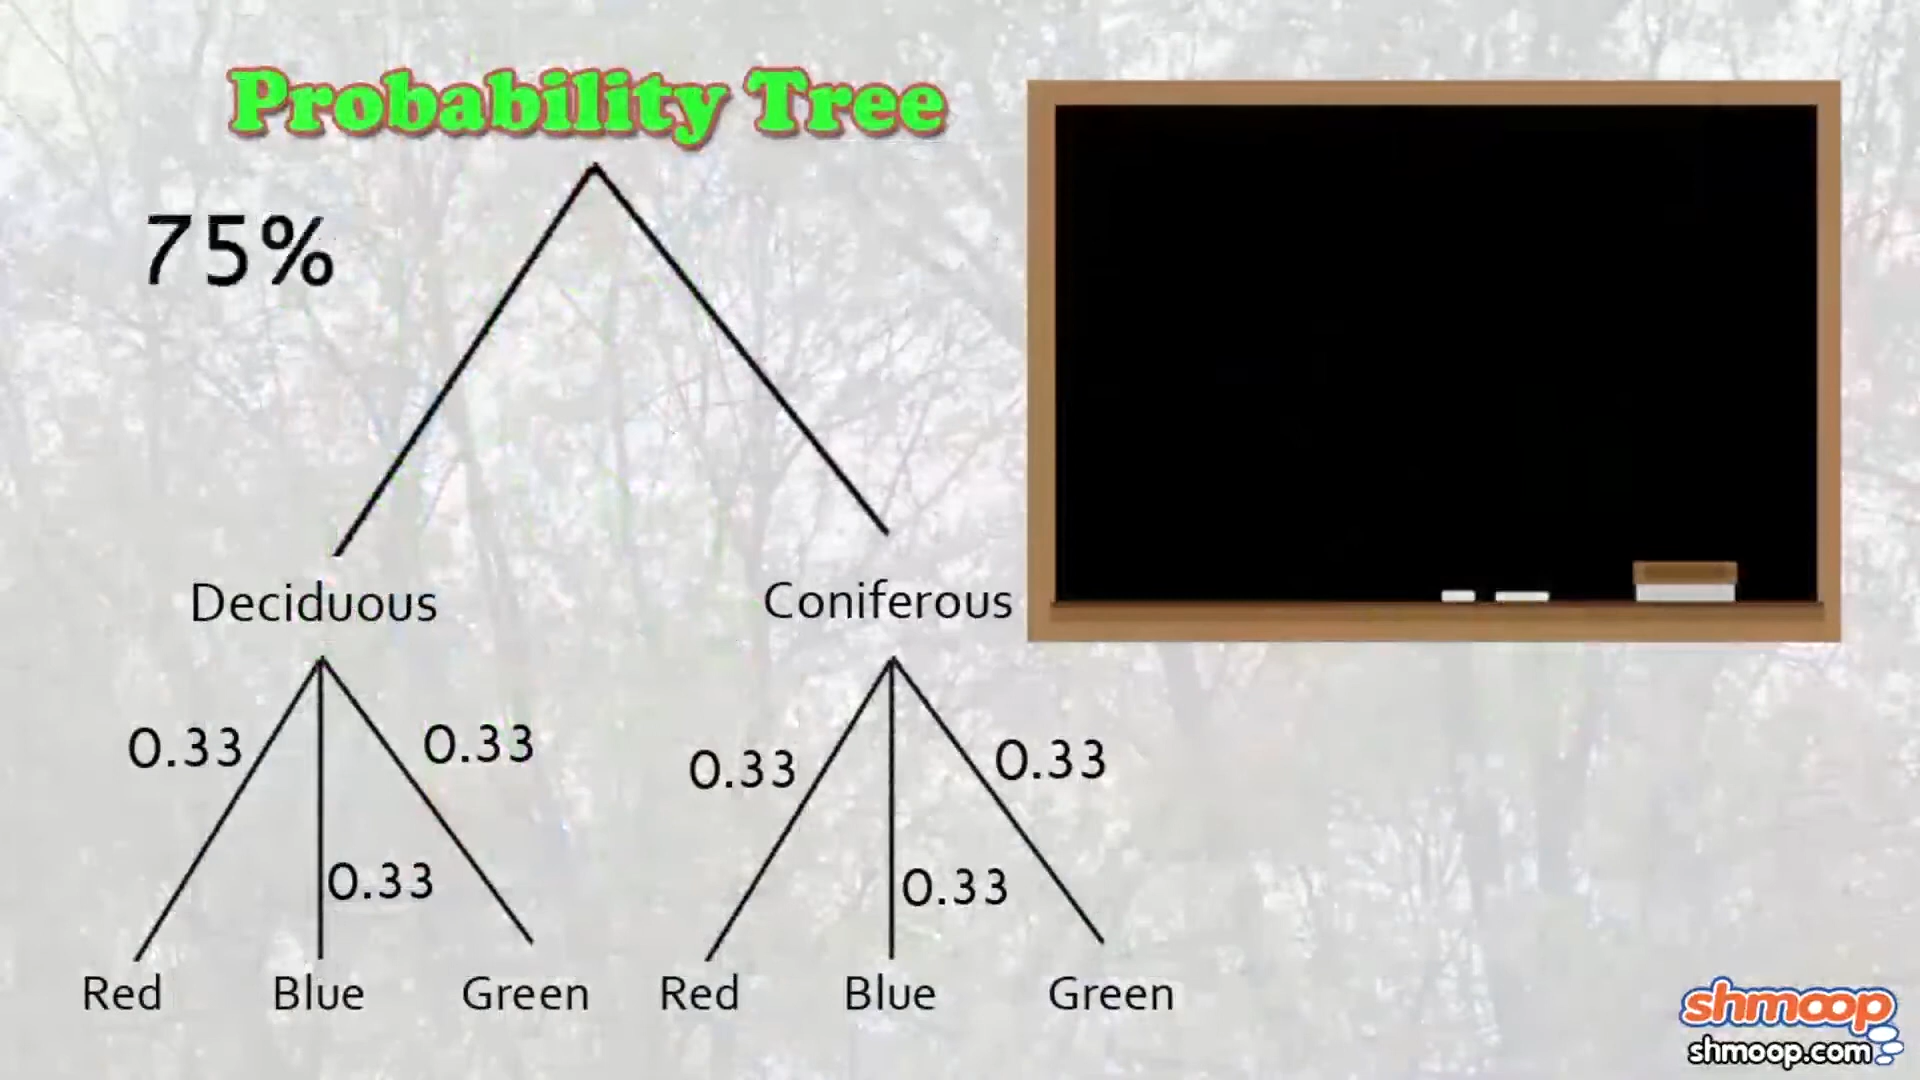 Probability Tree
75%
Deciduous
Coniferous
0.33
0.33
0.33
0.33
0.33
0.33
Red
Blue
Green
Red
Blue
Green
shmoop
shmoop.com